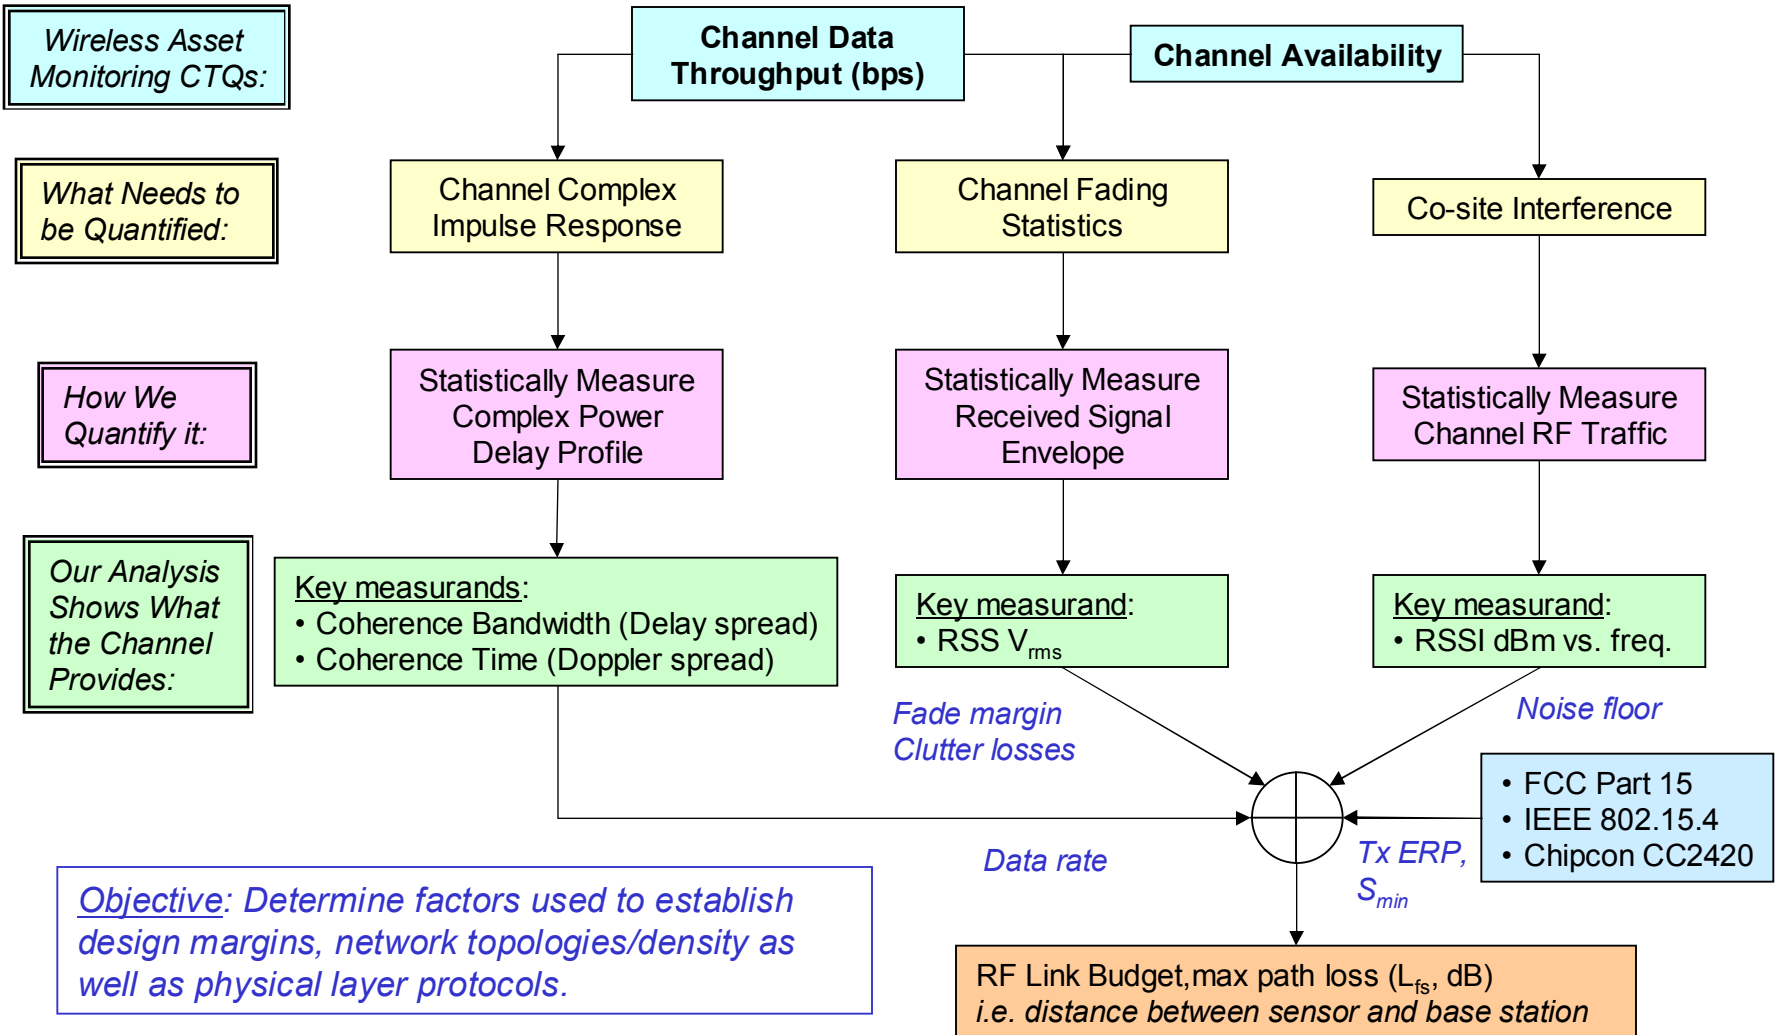 Wireless Asset
Monitoring CTQs:
Channel Data
Throughput (bps)
Channel Availability
What Needs to
be Quantified:
Channel Complex
Impulse Response
Channel Fading
Statistics
Co-site Interference
How We
Quantify it:
Statistically Measure
Complex Power
Delay Profile
Statistically Measure
Received Signal
Envelope
Statistically Measure
Channel RF Traffic
Our Analysis
Shows What
the Channel
Provides:
Key measurands:
• Coherence Bandwidth (Delay spread)
• Coherence Time (Doppler spread)
Key measurand:
• RSS Vrms
Key measurand:
• RSSI dBm vs. freq.
Fade margin
Clutter losses
Noise floor
• FCC Part 15
• IEEE 802.15.4
• Chipcon CC2420
Data rate
Tx ERP,
Smin
Objective: Determine factors used to establish
design margins, network topologies/density as
well as physical layer protocols.
RF Link Budget,max path loss (Lfs, dB)
i.e. distance between sensor and base station